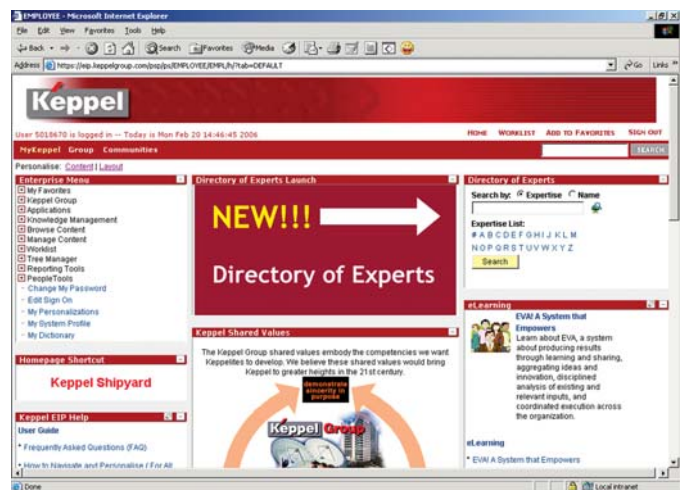 EMPLOYEE - Microsoft Internet Explorer
File Edit View Favorites Tools Help
Back Search Favorites Media
Address https://eip.keppelgroup.com/psp/ps/EMPLOYEE/EMPL/h/?tab=DEFAULT Go Links
Keppel
User 5018670 is logged in -- Today is Mon Feb 20 14:46:45 2006
HOME WORKLIST ADD TO FAVORITES SIGN OUT
MyKeppel Group Communities SEARCH
Personalise: Content | Layout
Enterprise Menu
My Favorites
Keppel Group
Applications
Knowledge Management
Browse Content
Manage Content
Worklist
Tree Manager
Reporting Tools
PeopleTools
- Change My Password
- Edit Sign On
- My Personalizations
- My System Profile
- My Dictionary
Homepage Shortcut
Keppel Shipyard
Keppel EIP Help
User Guide
* Frequently Asked Questions (FAQ)
* How to Navigate and Personalise ( For All
Directory of Experts Launch
NEW!!!
Directory of Experts
Keppel Shared Values
The Keppel Group shared values embody the competencies we want
Keppelites to develop. We believe these shared values would bring
Keppel to greater heights in the 21st century.
demonstrate
sincerity in
purpose
Keppel Group
Directory of Experts
Search by: Expertise Name
Expertise List:
# A B C D E F G H I J K L M
N O P Q R S T U V W X Y Z
Search
eLearning
EVA! A System that
Empowers
Learn about EVA, a system
about producing results
through learning and sharing,
aggregating ideas and
innovation, disciplined
analysis of existing and
relevant inputs, and
coordinated execution across
the organization.
eLearning
* EVA! A System that Empowers
Done
Local intranet